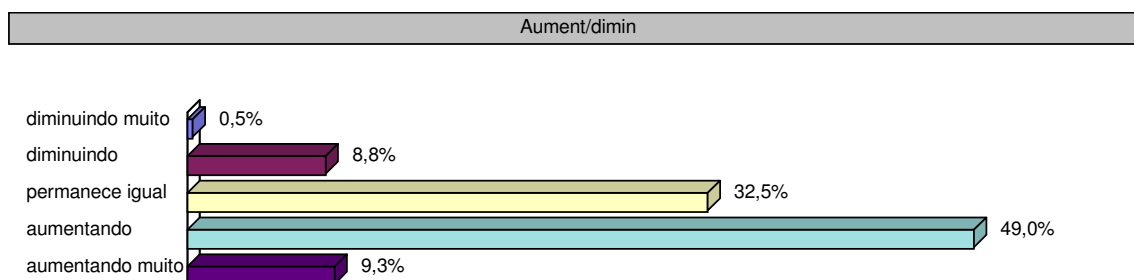 Aument/dimin
diminuindo muito 0,5%
diminuindo 8,8%
permanece igual 32,5%
aumentando 49,0%
aumentando muito 9,3%